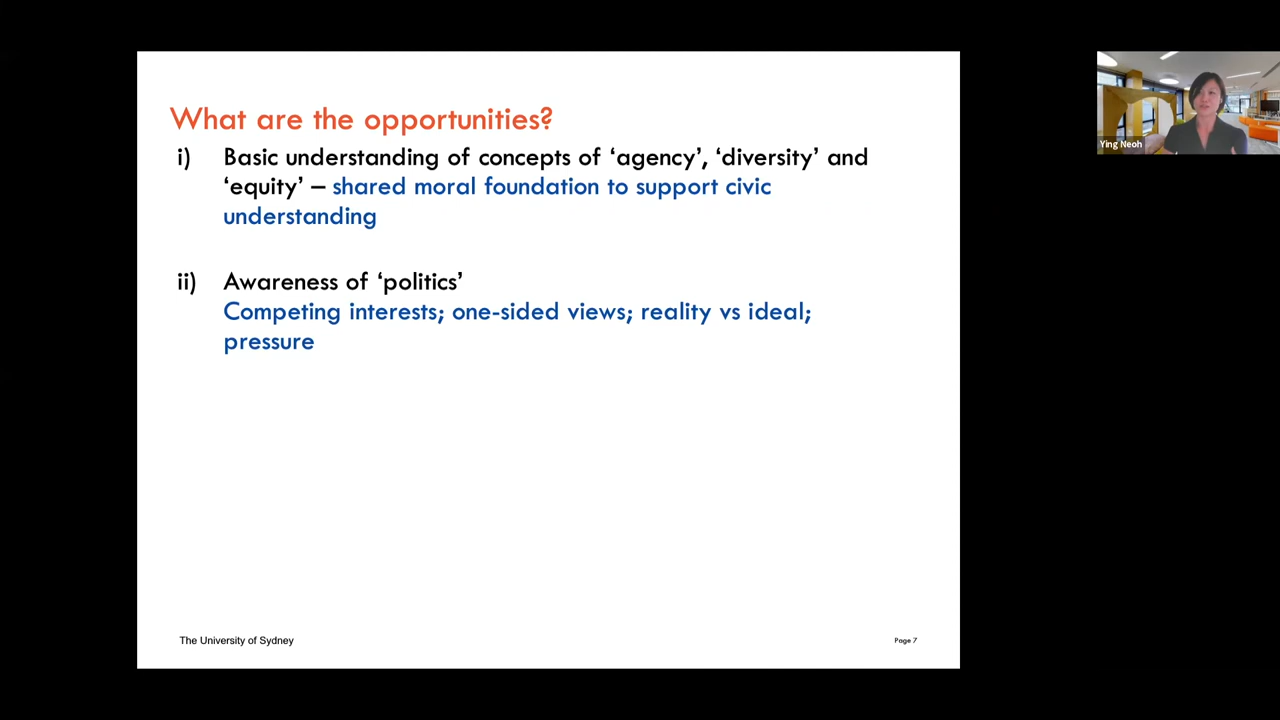 What are the opportunities?
i) Basic understanding of concepts of ‘agency’, ‘diversity’ and
‘equity’ – shared moral foundation to support civic
understanding
ii) Awareness of ‘politics’
Competing interests; one-sided views; reality vs ideal;
pressure
The University of Sydney
Page 7
Ying Neoh